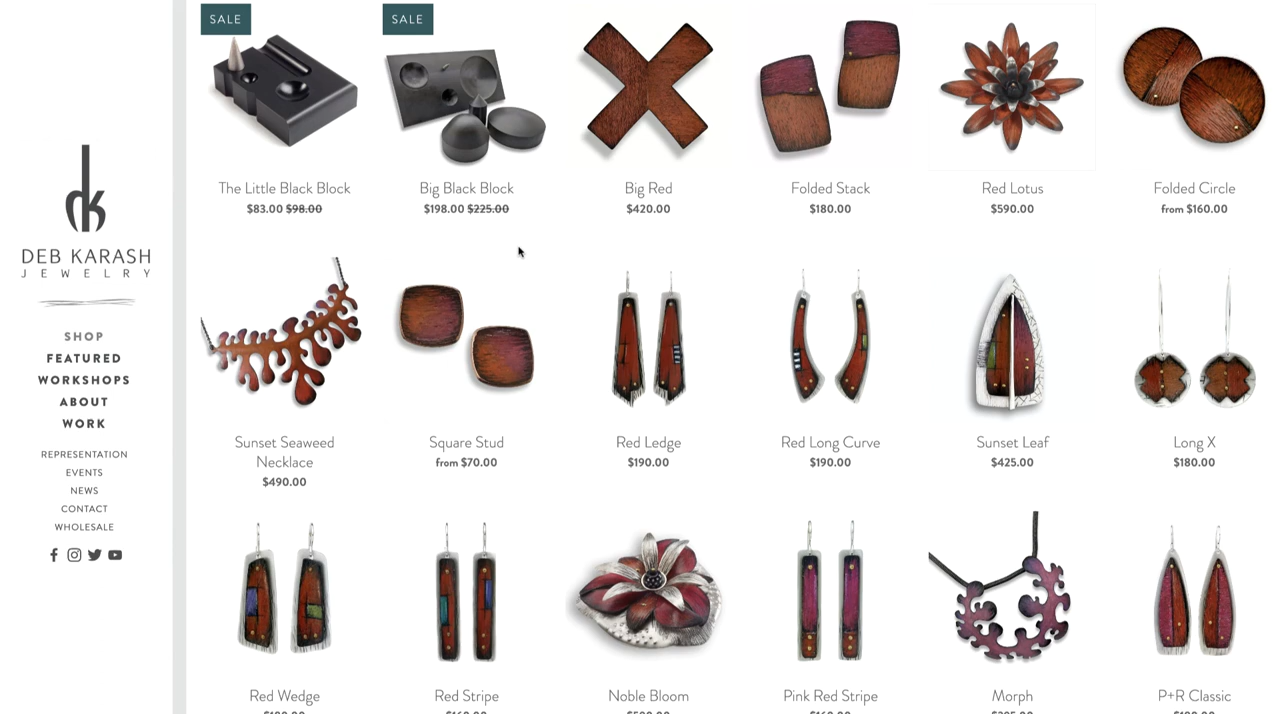 SALE
SALE
The Little Black Block
$83.00 $98.00
Big Black Block
$198.00 $225.00
Big Red
$420.00
Folded Stack
$180.00
Red Lotus
$590.00
Folded Circle
from $160.00
dk
DEB KARASH
JEWELRY
SHOP
FEATURED
WORKSHOPS
ABOUT
WORK
REPRESENTATION
EVENTS
NEWS
CONTACT
WHOLESALE
Sunset Seaweed
Necklace
$490.00
Square Stud
from $70.00
Red Ledge
$190.00
Red Long Curve
$190.00
Sunset Leaf
$425.00
Long X
$180.00
Red Wedge
Red Stripe
Noble Bloom
Pink Red Stripe
Morph
P+R Classic